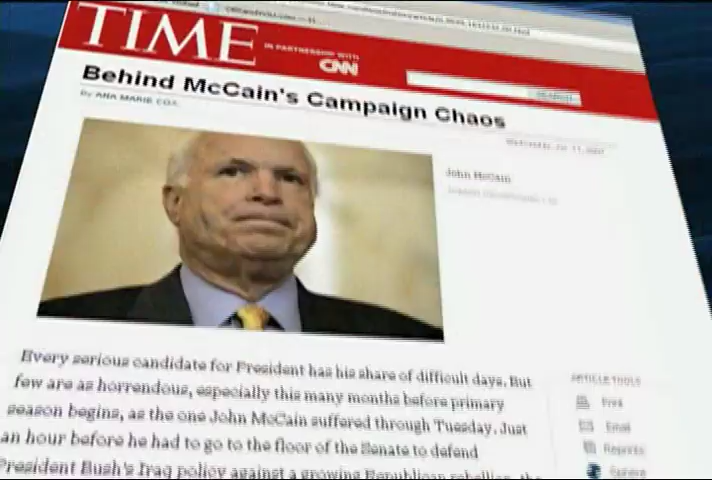 TIME
IN PARTNERSHIP WITH
CNN
SEARCH
Behind McCain's Campaign Chaos
By ANA MARIE COX
John McCain
Every serious candidate for President has his share of difficult days. But
few are as horrendous, especially this many months before primary
season begins, as the one John McCain suffered through Tuesday. Just
an hour before he had to go to the floor of the Senate to defend
President Bush's Iraq policy against a growing Republican rebellion, the
ARTICLE TOOLS
Print
Email
Reprints
Sphere